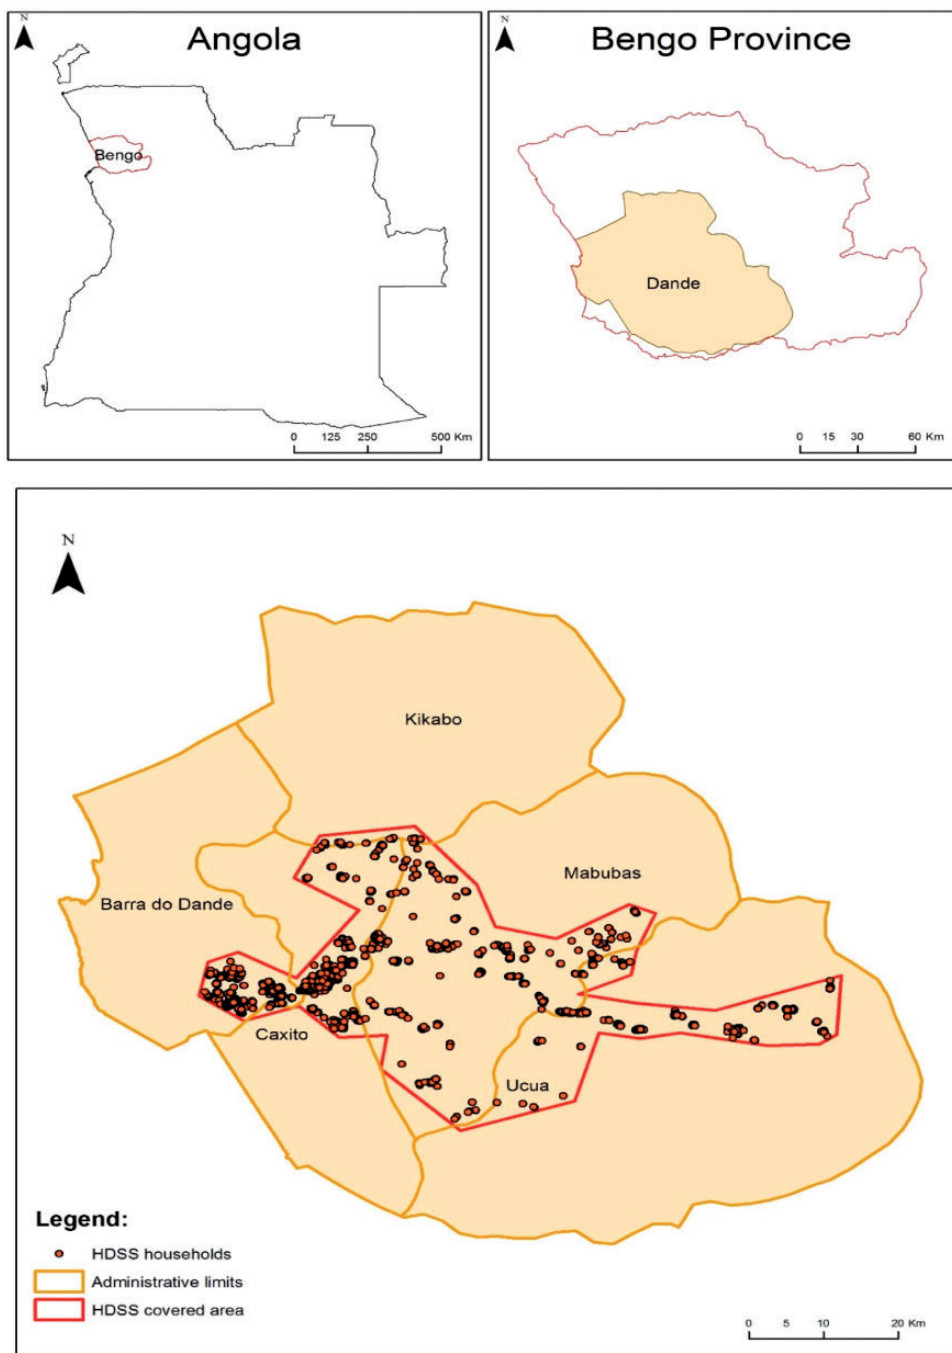 N
Angola
Bengo
0 125 250 500 Km
N
Bengo Province
Dande
0 15 30 60 Km
N
Kikabo
Mabubas
Barra do Dande
Caxito
Ucua
Legend:
HDSS households
Administrative limits
HDSS covered area
0 5 10 20 Km